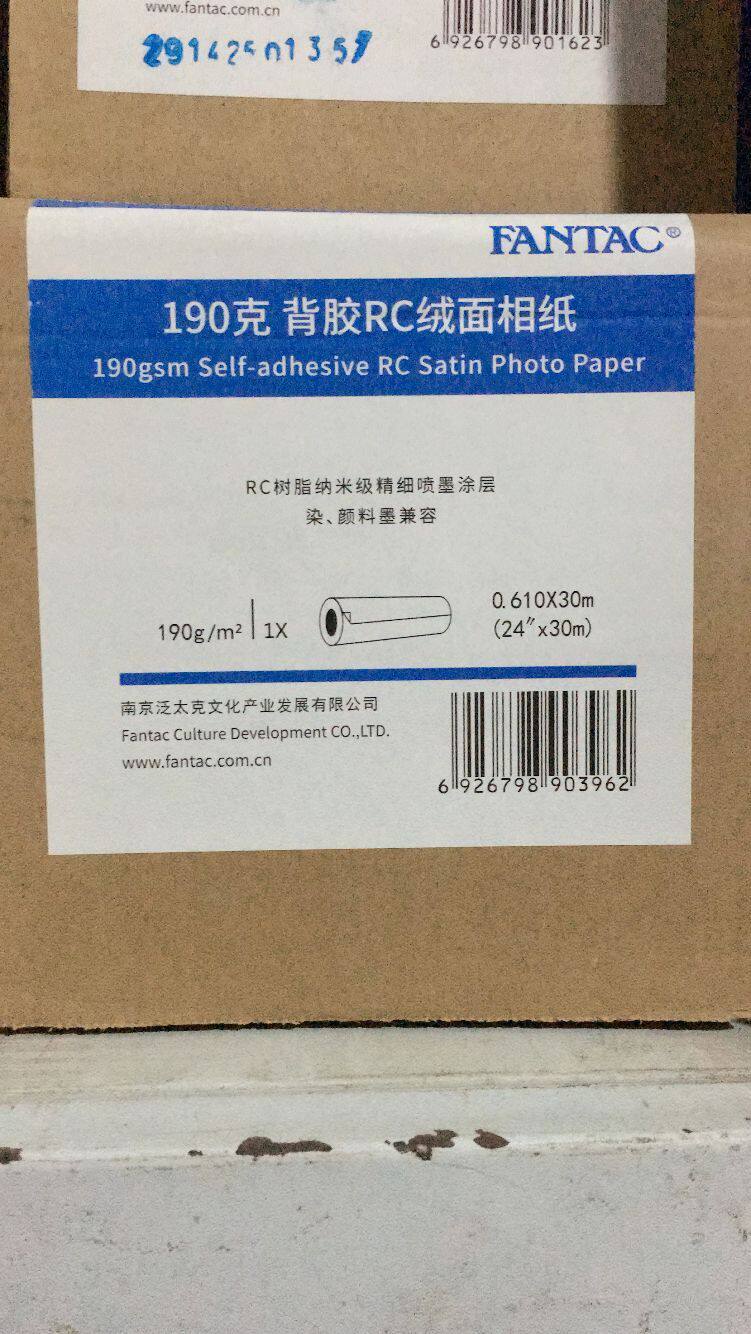 www.fantac.com.cn
6 926798 901623
FANTAC®
190克 背胶RC绒面相纸
190gsm Self-adhesive RC Satin Photo Paper
RC树脂纳米级精细喷墨涂层
染、颜料墨兼容
190g/m² | 1X
0.610X30m
(24″x30m)
南京泛太克文化产业发展有限公司
Fantac Culture Development CO.,LTD.
www.fantac.com.cn
6 926798 903962